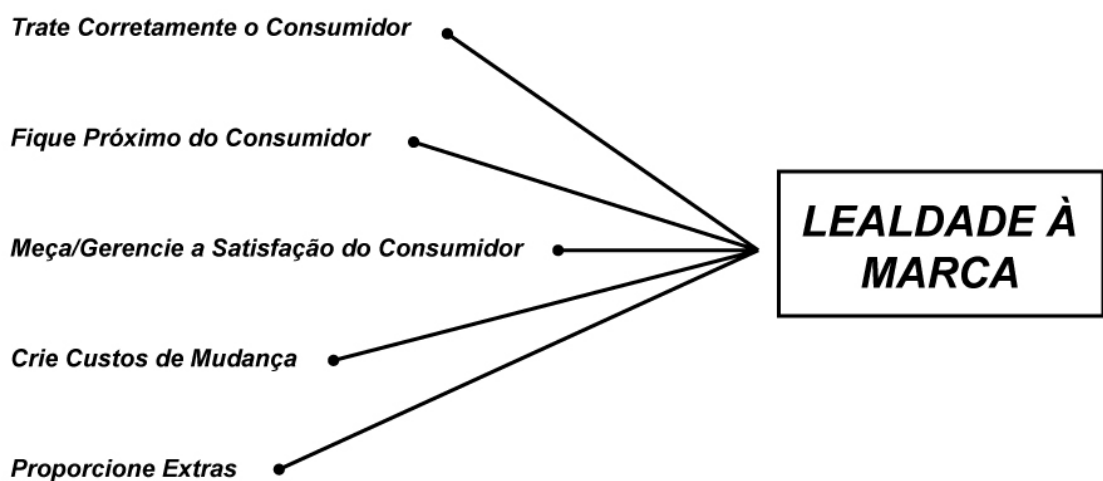 Trate Corretamente o Consumidor
Fique Próximo do Consumidor
Meça/Gerencie a Satisfação do Consumidor
Crie Custos de Mudança
Proporcione Extras
LEALDADE À
MARCA